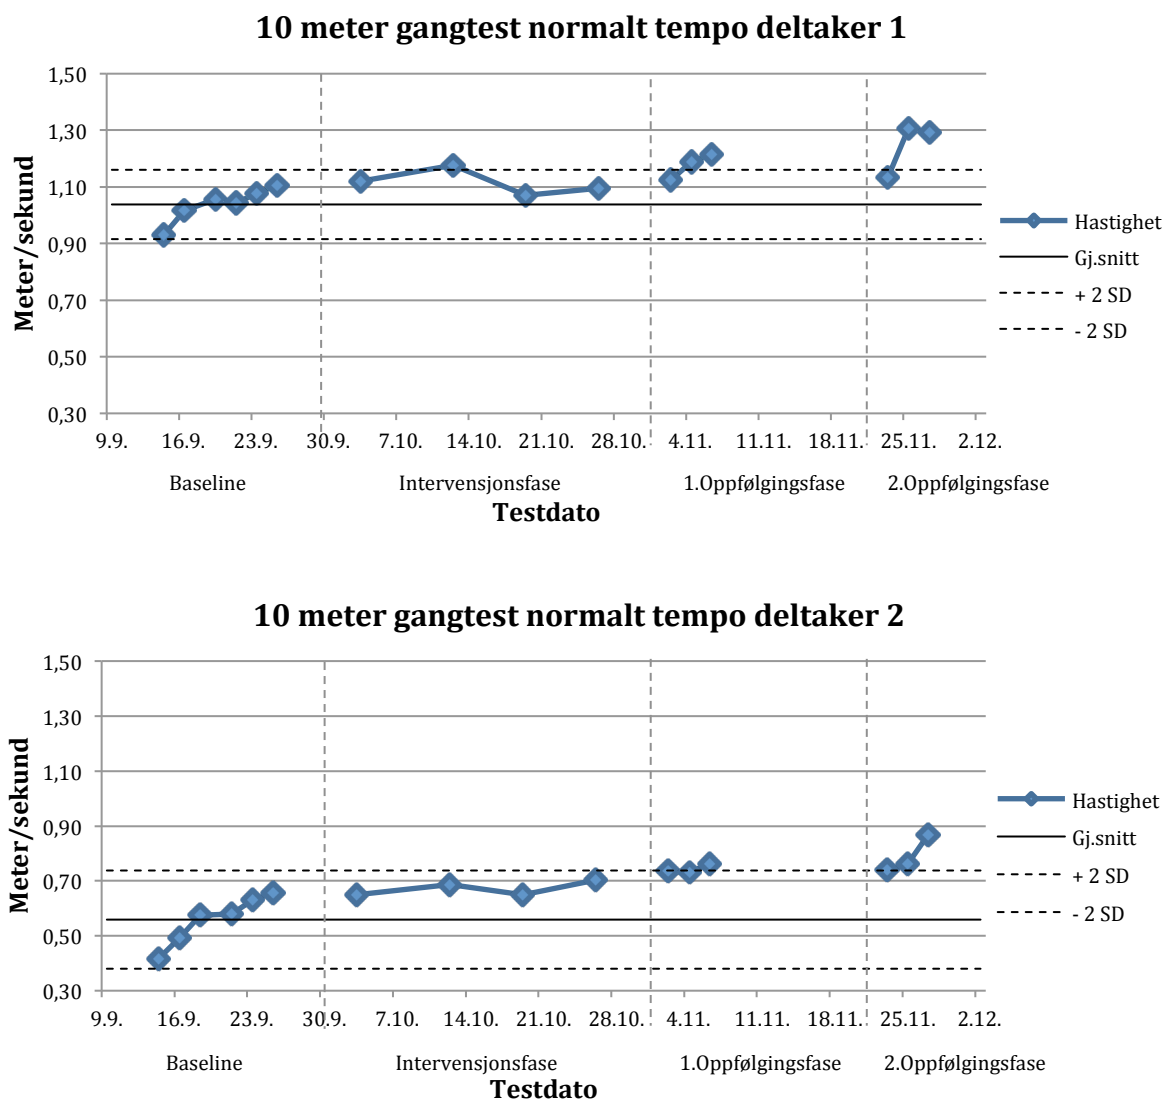 10 meter gangtest normalt tempo deltaker 1
1,50
1,30
1,10
0,90
0,70
0,50
0,30
Meter/sekund
9.9. 16.9. 23.9. 30.9. 7.10. 14.10. 21.10. 28.10. 4.11. 11.11. 18.11. 25.11. 2.12.
Baseline Intervensjonsfase 1.Oppfølgingsfase 2.Oppfølgingsfase
Testdato
Hastighet
Gj.snitt
+ 2 SD
- 2 SD
10 meter gangtest normalt tempo deltaker 2
1,50
1,30
1,10
0,90
0,70
0,50
0,30
Meter/sekund
9.9. 16.9. 23.9. 30.9. 7.10. 14.10. 21.10. 28.10. 4.11. 11.11. 18.11. 25.11. 2.12.
Baseline Intervensjonsfase 1.Oppfølgingsfase 2.Oppfølgingsfase
Testdato
Hastighet
Gj.snitt
+ 2 SD
- 2 SD